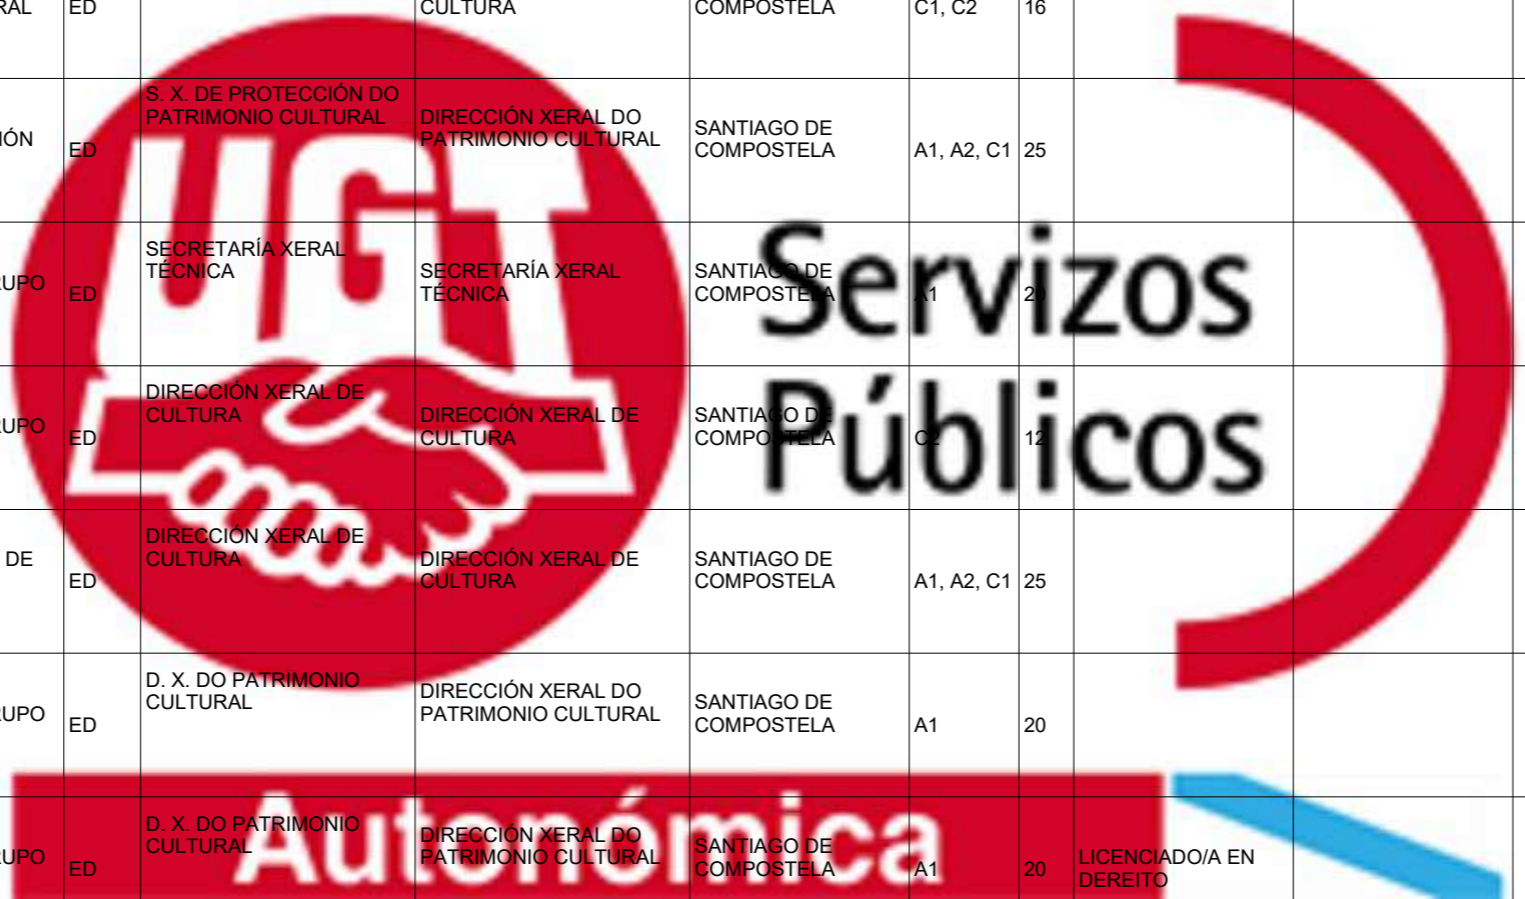 RAL ED CULTURA COMPOSTELA C1, C2 16
S. X. DE PROTECCIÓN DO
PATRIMONIO CULTURAL
DIRECCIÓN XERAL DO
PATRIMONIO CULTURAL
SANTIAGO DE
COMPOSTELA
IÓN ED A1, A2, C1 25
UGT
SECRETARÍA XERAL
TÉCNICA
SECRETARÍA XERAL
TÉCNICA
SANTIAGO DE
COMPOSTELA
RUPO ED A1 20
Servizos
Públicos
DIRECCIÓN XERAL DE
CULTURA
DIRECCIÓN XERAL DE
CULTURA
SANTIAGO DE
COMPOSTELA
RUPO ED C2 12
DIRECCIÓN XERAL DE
CULTURA
DIRECCIÓN XERAL DE
CULTURA
SANTIAGO DE
COMPOSTELA
DE ED A1, A2, C1 25
D. X. DO PATRIMONIO
CULTURAL
DIRECCIÓN XERAL DO
PATRIMONIO CULTURAL
SANTIAGO DE
COMPOSTELA
RUPO ED A1 20
Autonómica
D. X. DO PATRIMONIO
CULTURAL
DIRECCIÓN XERAL DO
PATRIMONIO CULTURAL
SANTIAGO DE
COMPOSTELA
RUPO ED A1 20
LICENCIADO/A EN
DEREITO